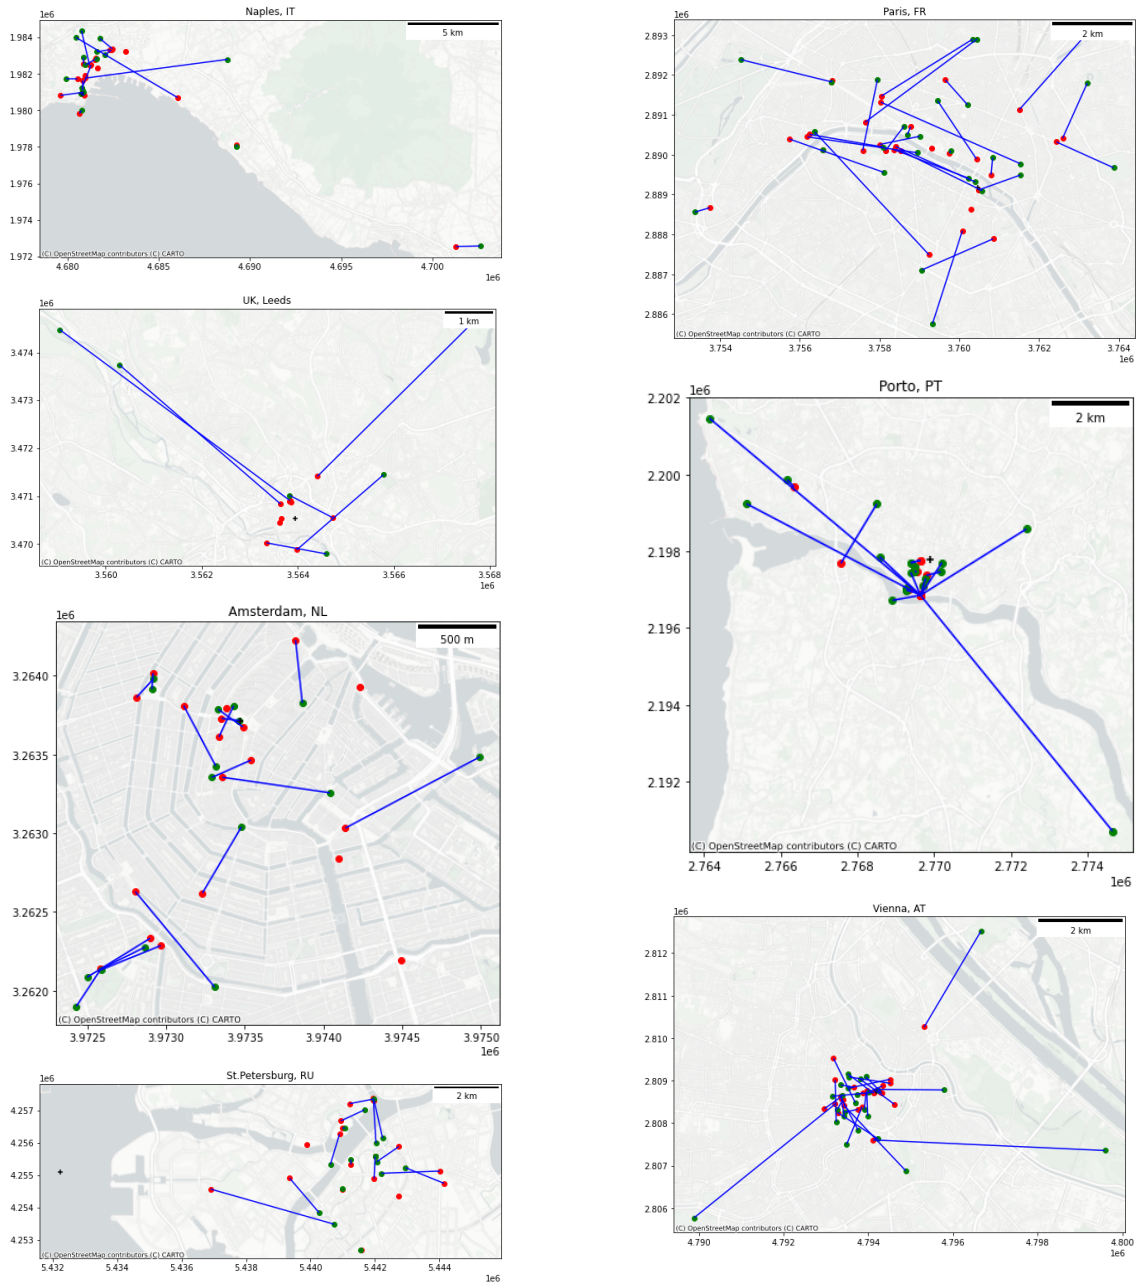 Naples, IT
1e6
5 km
1.984
1.982
1.980
1.978
1.976
1.974
1.972
(C) OpenStreetMap contributors (C) CARTO
4.680
4.685
4.690
4.695
4.700
1e6
Paris, FR
1e6
2 km
2.893
2.892
2.891
2.890
2.889
2.888
2.887
2.886
(C) OpenStreetMap contributors (C) CARTO
3.754
3.756
3.758
3.760
3.762
3.764
1e6
UK, Leeds
1e6
1 km
3.474
3.473
3.472
3.471
3.470
(C) OpenStreetMap contributors (C) CARTO
3.560
3.562
3.564
3.566
3.568
1e6
Porto, PT
1e6
2 km
2.202
2.200
2.198
2.196
2.194
2.192
(C) OpenStreetMap contributors (C) CARTO
2.764
2.766
2.768
2.770
2.772
2.774
1e6
Amsterdam, NL
1e6
500 m
3.2640
3.2635
3.2630
3.2625
3.2620
(C) OpenStreetMap contributors (C) CARTO
3.9725
3.9730
3.9735
3.9740
3.9745
3.9750
1e6
Vienna, AT
1e6
2 km
2.812
2.811
2.810
2.809
2.808
2.807
2.806
(C) OpenStreetMap contributors (C) CARTO
4.790
4.792
4.794
4.796
4.798
4.800
1e6
St.Petersburg, RU
1e6
2 km
4.257
4.256
4.255
4.254
4.253
(C) OpenStreetMap contributors (C) CARTO
5.432
5.434
5.436
5.438
5.440
5.442
5.444
1e6